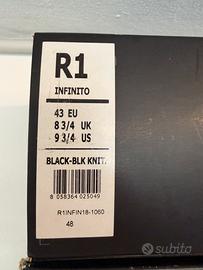 R1
INFINITO
43 EU
8 3/4 UK
9 3/4 US
BLACK-BLK KNIT.
8 058364 025049
R1INFIN18-1060
48
subito